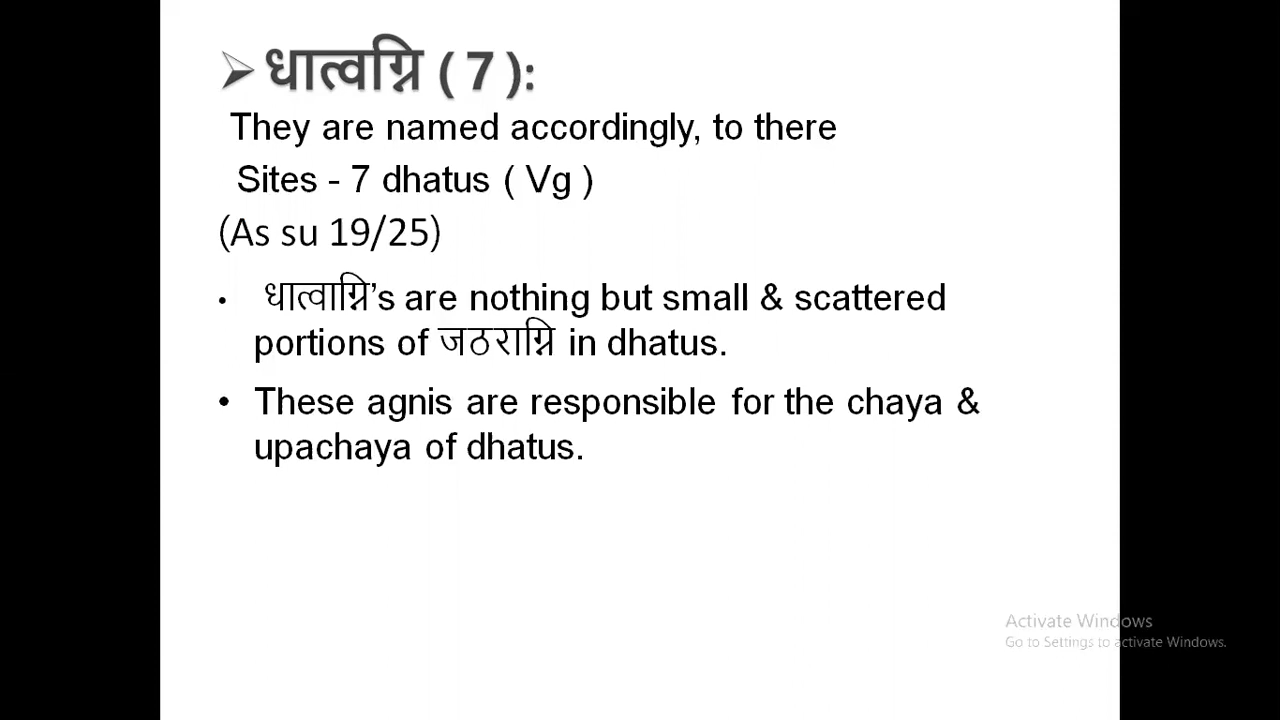 धात्वग्नि ( 7 ):
They are named accordingly, to there
Sites - 7 dhatus ( Vg )
(As su 19/25)
• धात्वाग्नि’s are nothing but small & scattered
portions of जठराग्नि in dhatus.
• These agnis are responsible for the chaya &
upachaya of dhatus.
Activate Windows
Go to Settings to activate Windows.